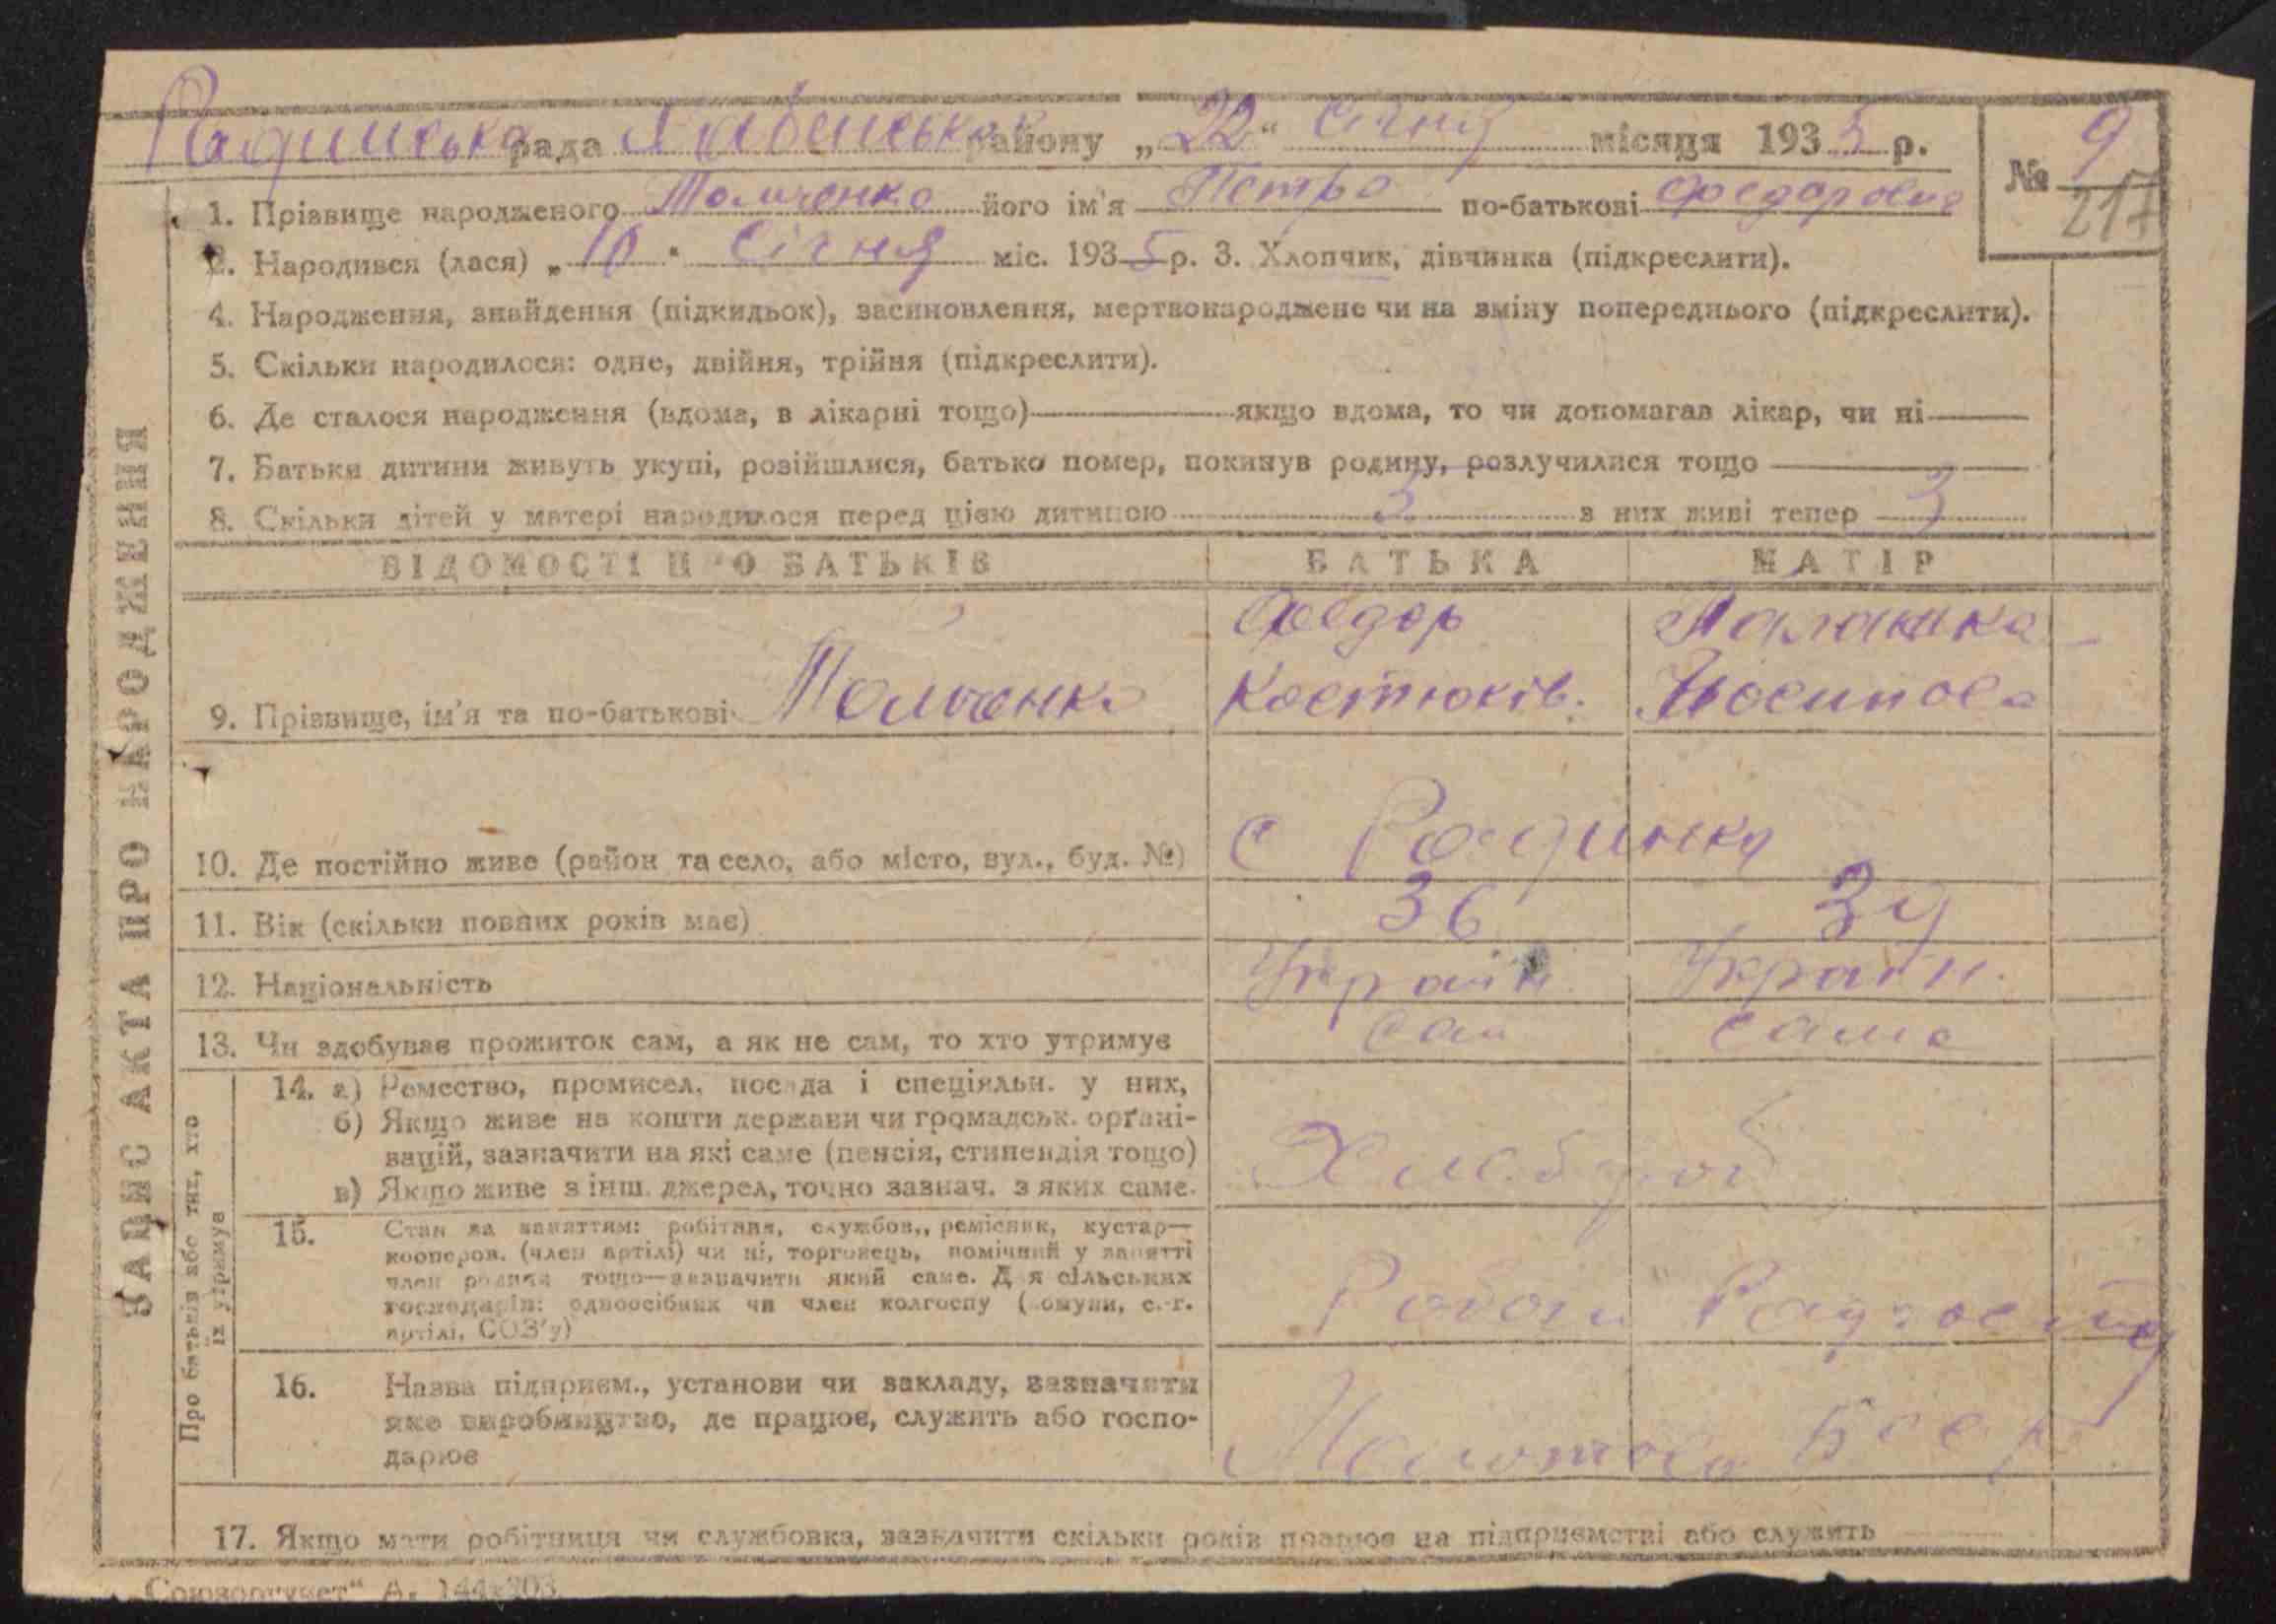 рада району „22“ Січня місяця 1935 р.
№ 9
217
1. Прізвище народженого Толченко його ім'я Петро по-батькові Федорович
2. Народився (лася) „10" Січня міс. 1935 р. 3. Хлопчик, дівчинка (підкреслити).
4. Народження, знайдення (підкидьок), засиновлення, мертвонароджене чи на зміну попереднього (підкреслити).
5. Скільки народилося: одне, двійня, трійня (підкреслити).
6. Де сталося народження (вдома, в лікарні тощо) якщо вдома, то чи допомагав лікар, чи ні
7. Батьки дитини живуть укупі, розійшлися, батько помер, покинув родину, розлучилися тощо
8. Скільки дітей у матері народилося перед цією дитиною 3 з них живі тепер 3
ВІДОМОСТІ ПРО БАТЬКІВ БАТЬКА МАТІР
Федор
9. Прізвище, ім'я та по-батькові Толченко Костюків. Йосипова
10. Де постійно живе (район та село, або місто, вул., буд. №) с Радинка
11. Вік (скільки повних років має) 36 34
12. Національність Україн. Україн.
13. Чи здобуває прожиток сам, а як не сам, то хто утримує сам сама
14. а) Ремество, промисел, посада і спеціяльн. у них,
б) Якщо живе на кошти держави чи громадськ. орґані-
зацій, зазначити на які саме (пенсія, стипендія тощо) Хлебороб
в) Якщо живе з інш. джерел, точно зазнач. з яких саме.
15. Стан за заняттям: робітник, службов., ремісник, кустар—
кооперов. (член артілі) чи ні, торговець, помічний у занятті
член родини тощо—зазначити який саме. Для сільських
господарів: одноосібник чи член колгоспу (комуни, с.-г.
артілі, СОЗ'у)
16. Назва підприєм., установи чи закладу, зазначити
яке виробництво, де працює, служить або госпо-
дарює
17. Якщо мати робітниця чи службовка, зазначити скільки років працює на підприємстві або служить
ЗАПИС АКТА ПРО НАРОДЖЕННЯ
Про батьків або тих, хто
їх утримує